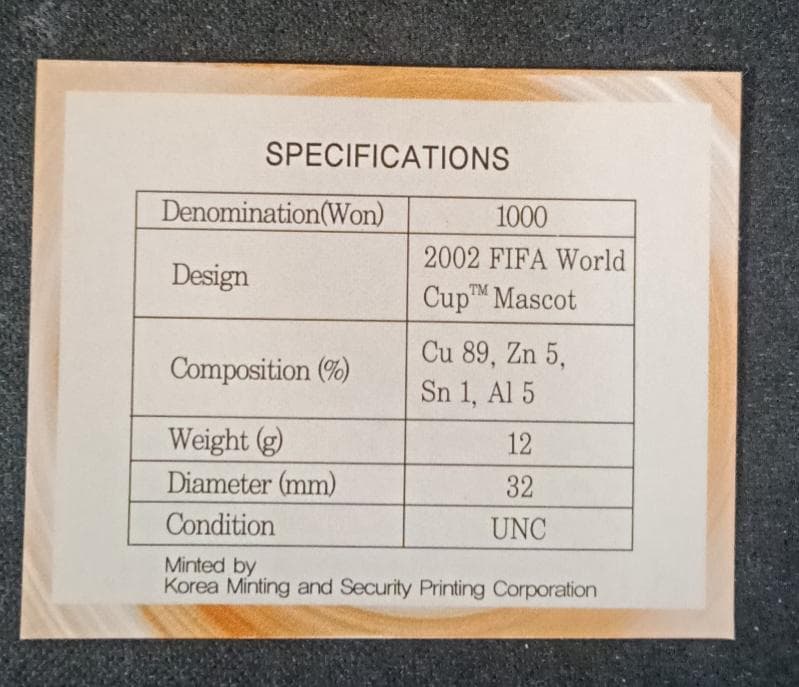 SPECIFICATIONS
Denomination(Won) 1000
Design 2002 FIFA World
Cup™ Mascot
Composition (%) Cu 89, Zn 5,
Sn 1, Al 5
Weight (g) 12
Diameter (mm) 32
Condition UNC
Minted by
Korea Minting and Security Printing Corporation